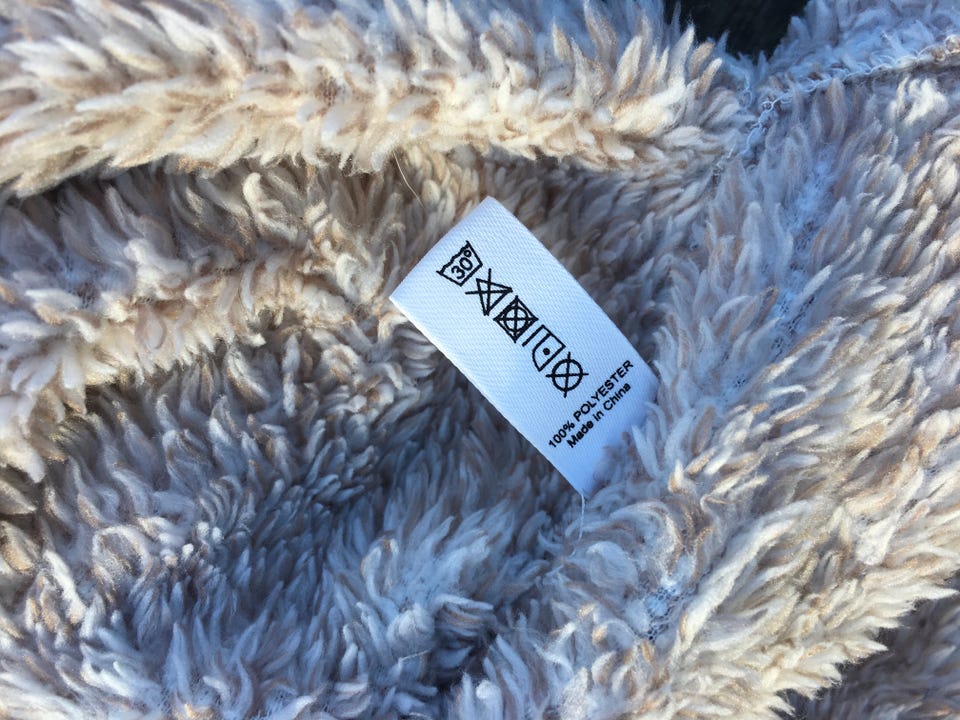 30°
100% POLYESTER
Made in China